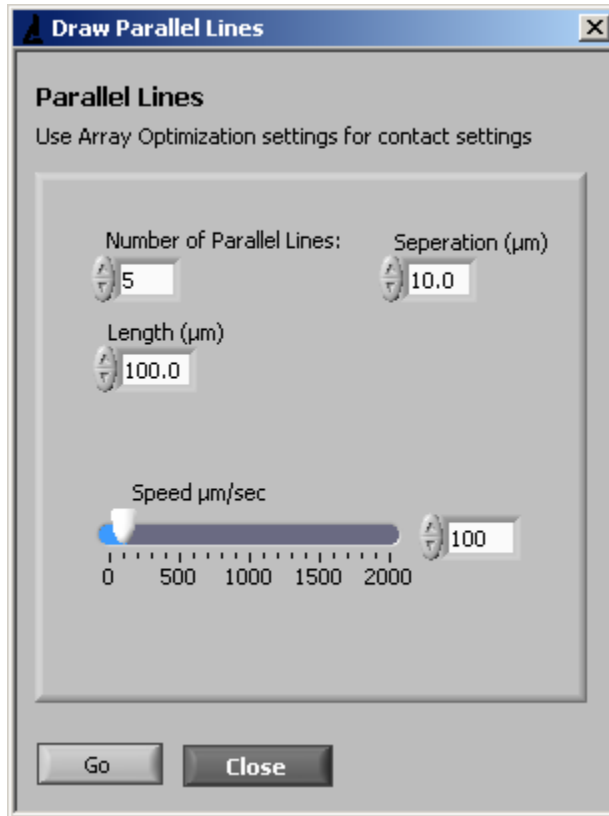 Draw Parallel Lines
Parallel Lines
Use Array Optimization settings for contact settings
Number of Parallel Lines:
5
Seperation (µm)
10.0
Length (µm)
100.0
Speed µm/sec
100
0 500 1000 1500 2000
Go
Close